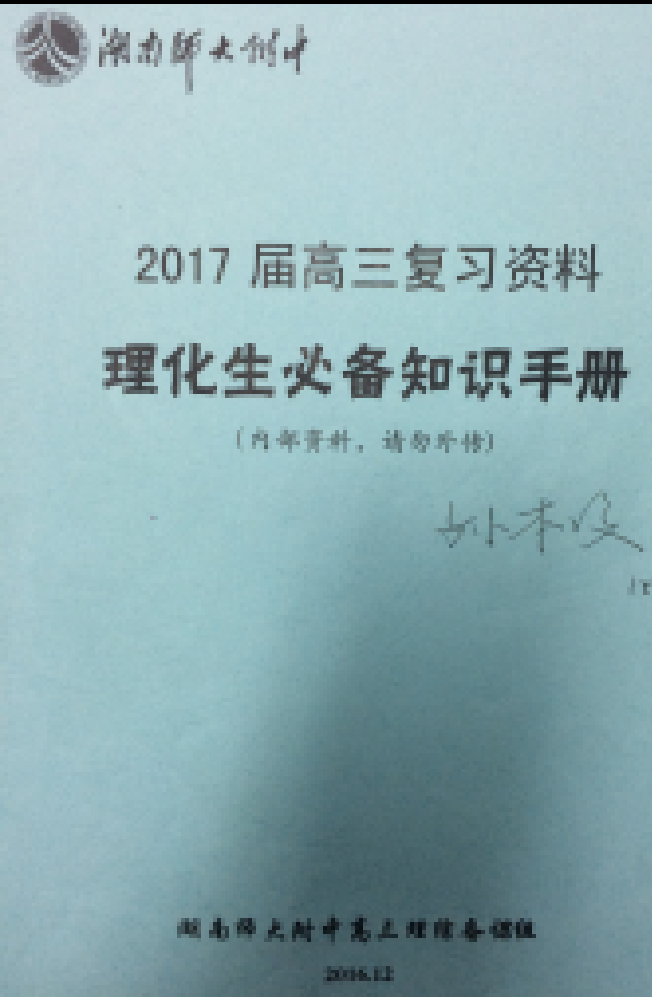 湖南师大附中
2017 届高三复习资料
理化生必备知识手册
(内部资料，请勿外传)
湖南师大附中高三理综备课组
2016.12